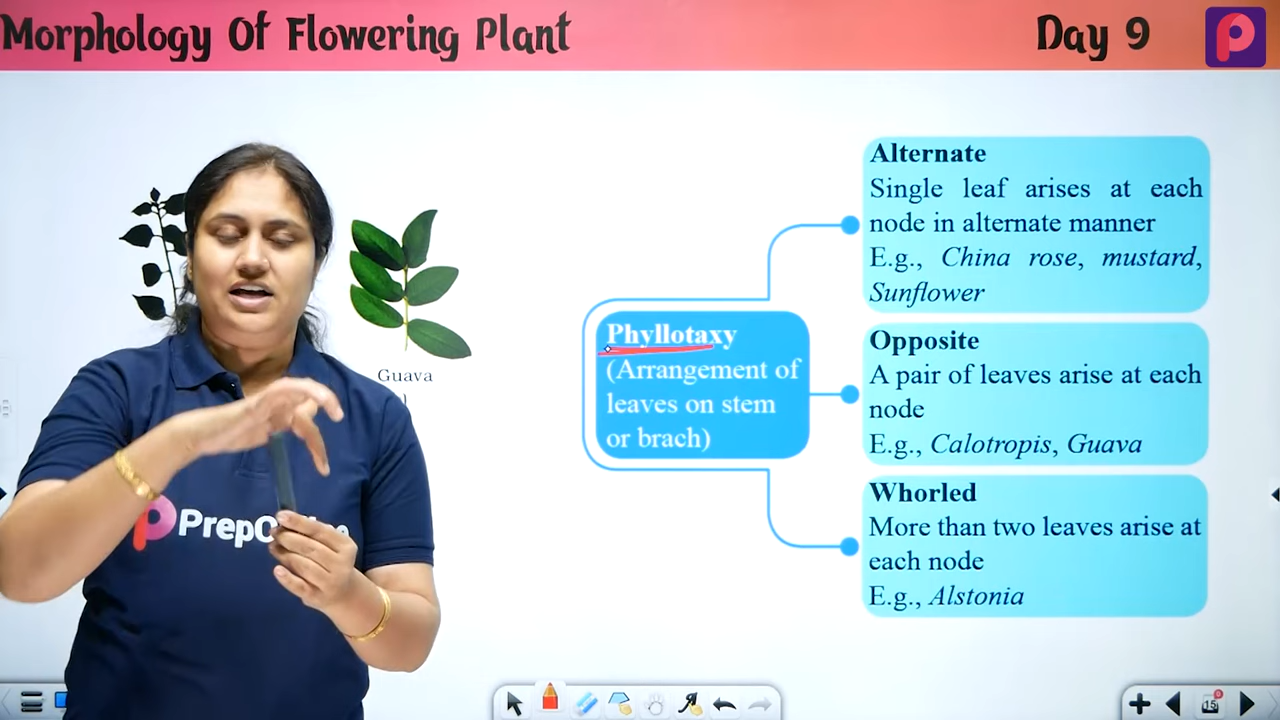 Morphology Of Flowering Plant
Day 9
Guava
)
Phyllotaxy
(Arrangement of
leaves on stem
or brach)
Alternate
Single leaf arises at each
node in alternate manner
E.g., China rose, mustard,
Sunflower
Opposite
A pair of leaves arise at each
node
E.g., Calotropis, Guava
Whorled
More than two leaves arise at
each node
E.g., Alstonia
15